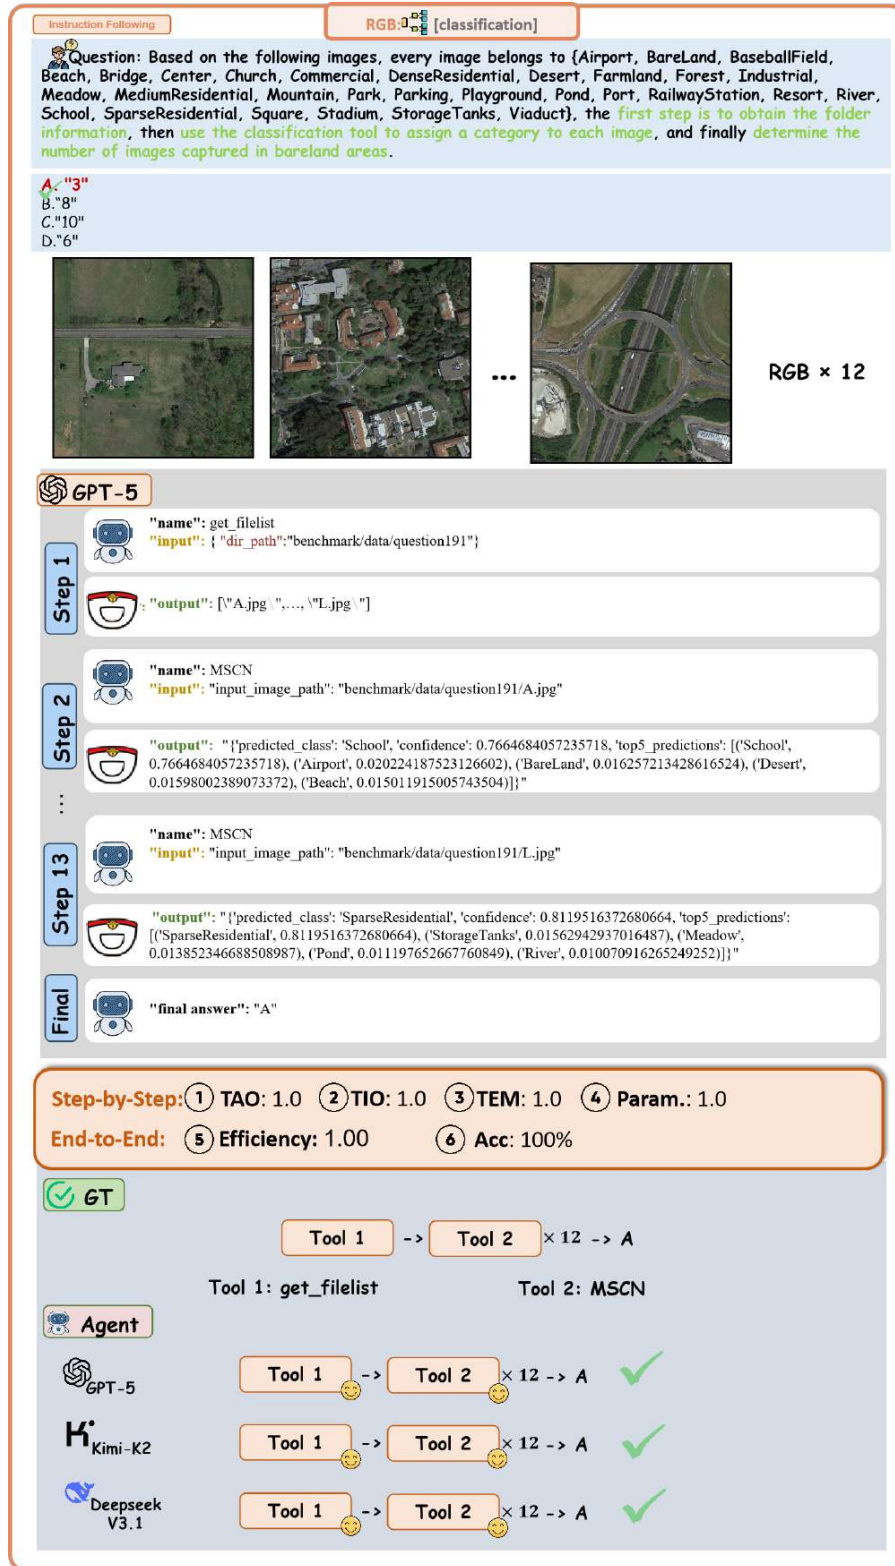 Instruction Following
RGB: [classification]
Question: Based on the following images, every image belongs to {Airport, BareLand, BaseballField,
Beach, Bridge, Center, Church, Commercial, DenseResidential, Desert, Farmland, Forest, Industrial,
Meadow, MediumResidential, Mountain, Park, Parking, Playground, Pond, Port, RailwayStation, Resort, River,
School, SparseResidential, Square, Stadium, StorageTanks, Viaduct}, the first step is to obtain the folder
information, then use the classification tool to assign a category to each image, and finally determine the
number of images captured in bareland areas.
A. "3"
B."8"
C."10"
D."6"
...
RGB × 12
GPT-5
Step 1
"name": get_filelist
"input": { "dir_path":"benchmark/data/question191"}
: "output": [\"A.jpg\",…, \"L.jpg\"]
Step 2
"name": MSCN
"input": "input_image_path": "benchmark/data/question191/A.jpg"
"output": "{'predicted_class': 'School', 'confidence': 0.7664684057235718, 'top5_predictions': [('School',
0.7664684057235718), ('Airport', 0.020224187523126602), ('BareLand', 0.016257213428616524), ('Desert',
0.01598002389073372), ('Beach', 0.015011915005743504)]}"
...
Step 13
"name": MSCN
"input": "input_image_path": "benchmark/data/question191/L.jpg"
"output": "{'predicted_class': 'SparseResidential', 'confidence': 0.8119516372680664, 'top5_predictions':
[('SparseResidential', 0.8119516372680664), ('StorageTanks', 0.01562942937016487), ('Meadow',
0.013852346688508987), ('Pond', 0.011197652667760849), ('River', 0.010070916265249252)]}"
Final
"final answer": "A"
Step-by-Step: 1 TAO: 1.0 2 TIO: 1.0 3 TEM: 1.0 4 Param.: 1.0
End-to-End: 5 Efficiency: 1.00 6 Acc: 100%
GT
Tool 1 -> Tool 2 × 12 -> A
Tool 1: get_filelist Tool 2: MSCN
Agent
GPT-5 Tool 1 -> Tool 2 × 12 -> A
Kimi-K2 Tool 1 -> Tool 2 × 12 -> A
Deepseek
V3.1
Tool 1 -> Tool 2 × 12 -> A